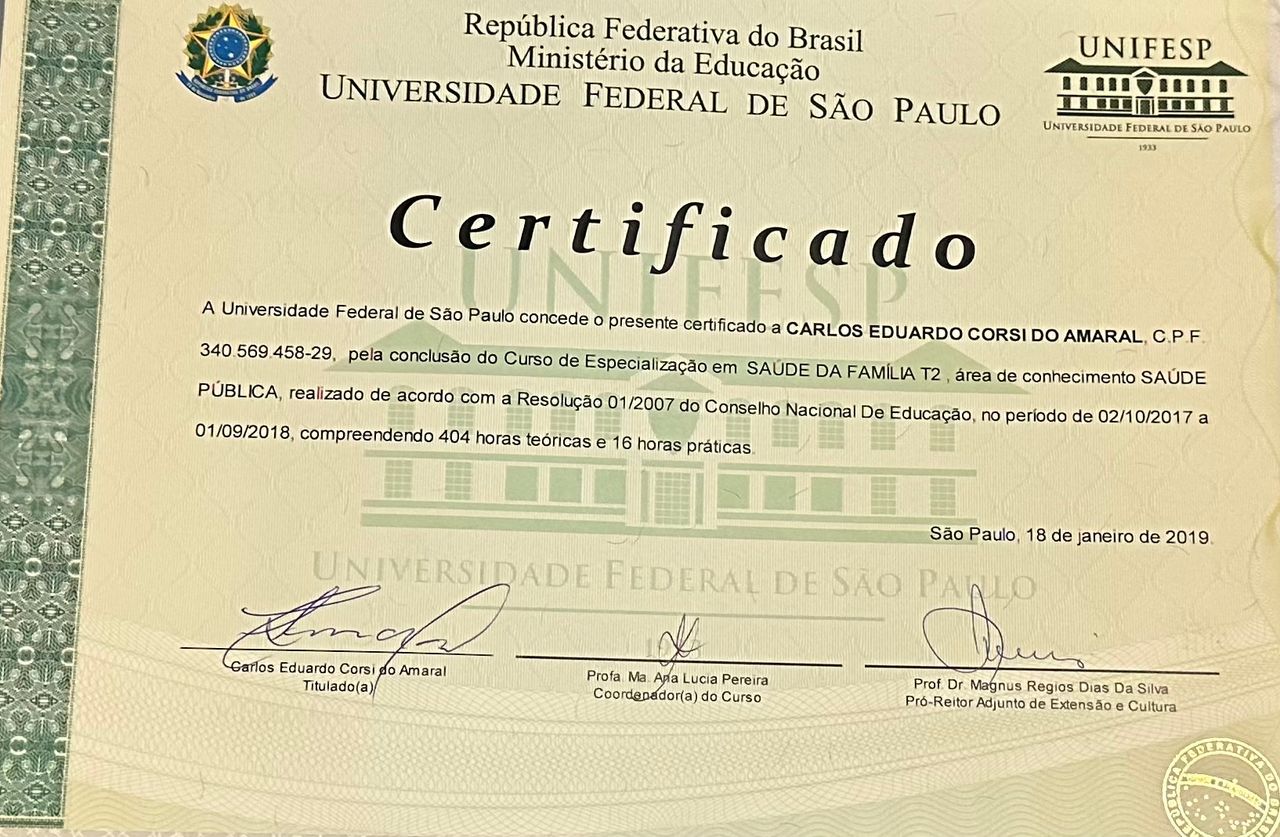 República Federativa do Brasil
Ministério da Educação
UNIVERSIDADE FEDERAL DE SÃO PAULO
UNIFESP
UNIVERSIDADE FEDERAL DE SÃO PAULO
1933
Certificado
UNIFESP
A Universidade Federal de São Paulo concede o presente certificado a CARLOS EDUARDO CORSI DO AMARAL, C.P.F.
340.569.458-29, pela conclusão do Curso de Especialização em SAÚDE DA FAMÍLIA T2 , área de conhecimento SAÚDE
PÚBLICA, realizado de acordo com a Resolução 01/2007 do Conselho Nacional De Educação, no período de 02/10/2017 a
01/09/2018, compreendendo 404 horas teóricas e 16 horas práticas.
São Paulo, 18 de janeiro de 2019.
UNIVERSIDADE FEDERAL DE SÃO PAULO
Carlos Eduardo Corsi do Amaral
Titulado(a)
Profa. Ma. Ana Lucia Pereira
Coordenador(a) do Curso
Prof. Dr. Magnus Regios Dias Da Silva
Pró-Reitor Adjunto de Extensão e Cultura